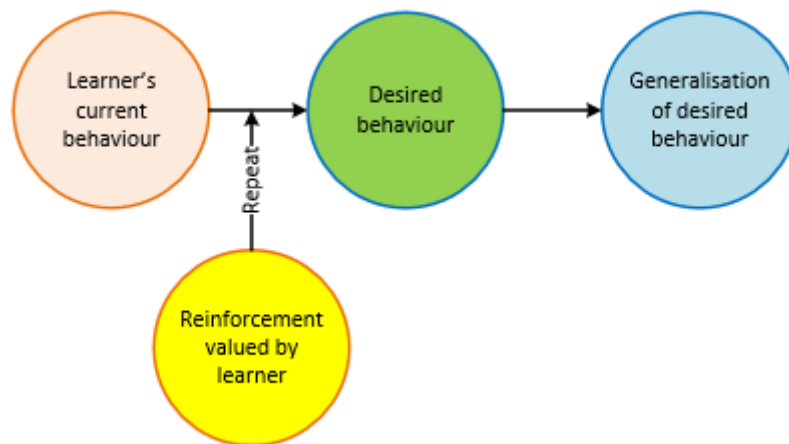 Learner's
current
behaviour
Desired
behaviour
Generalisation
of desired
behaviour
Repeat
Reinforcement
valued by
learner